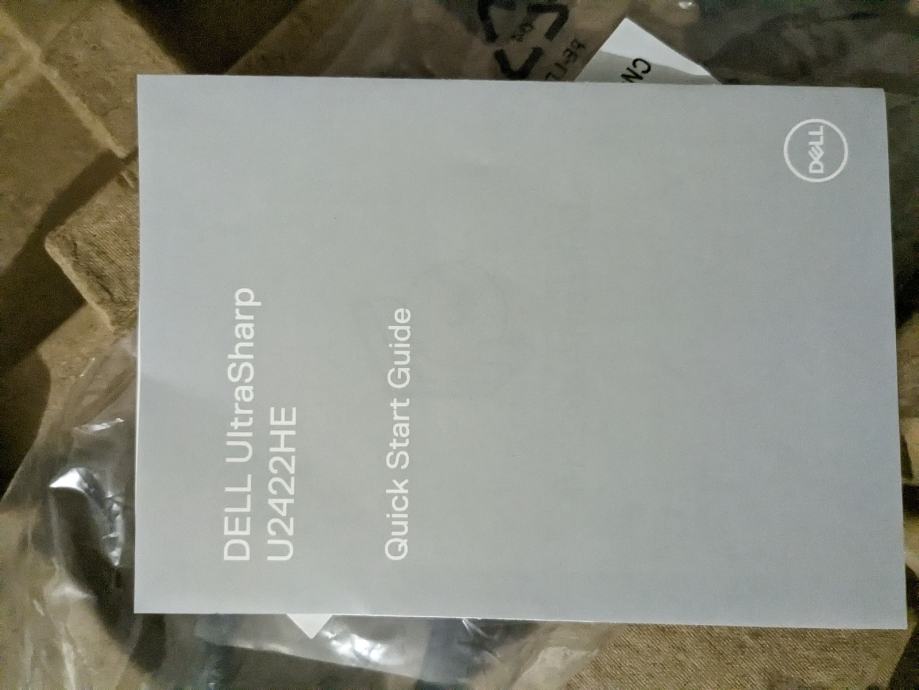 DELL
DELL UltraSharp
U2422HE
Quick Start Guide